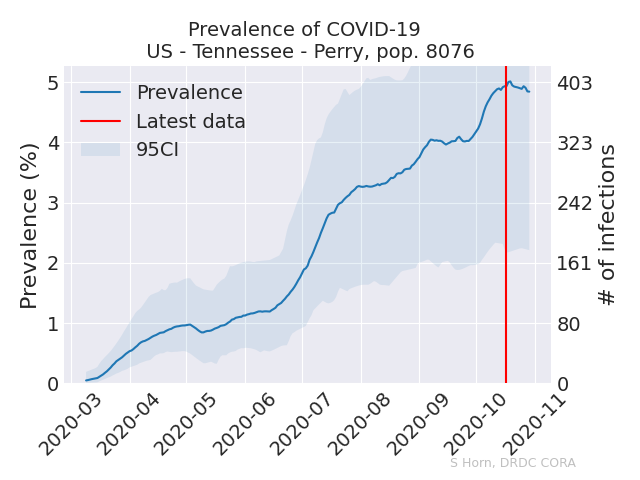 Prevalence of COVID-19
US - Tennessee - Perry, pop. 8076
Prevalence
Latest data
95CI
Prevalence (%)
5
4
3
2
1
0
403
323
242
161
80
0
# of infections
2020-03
2020-04
2020-05
2020-06
2020-07
2020-08
2020-09
2020-10
2020-11
S Horn, DRDC CORA